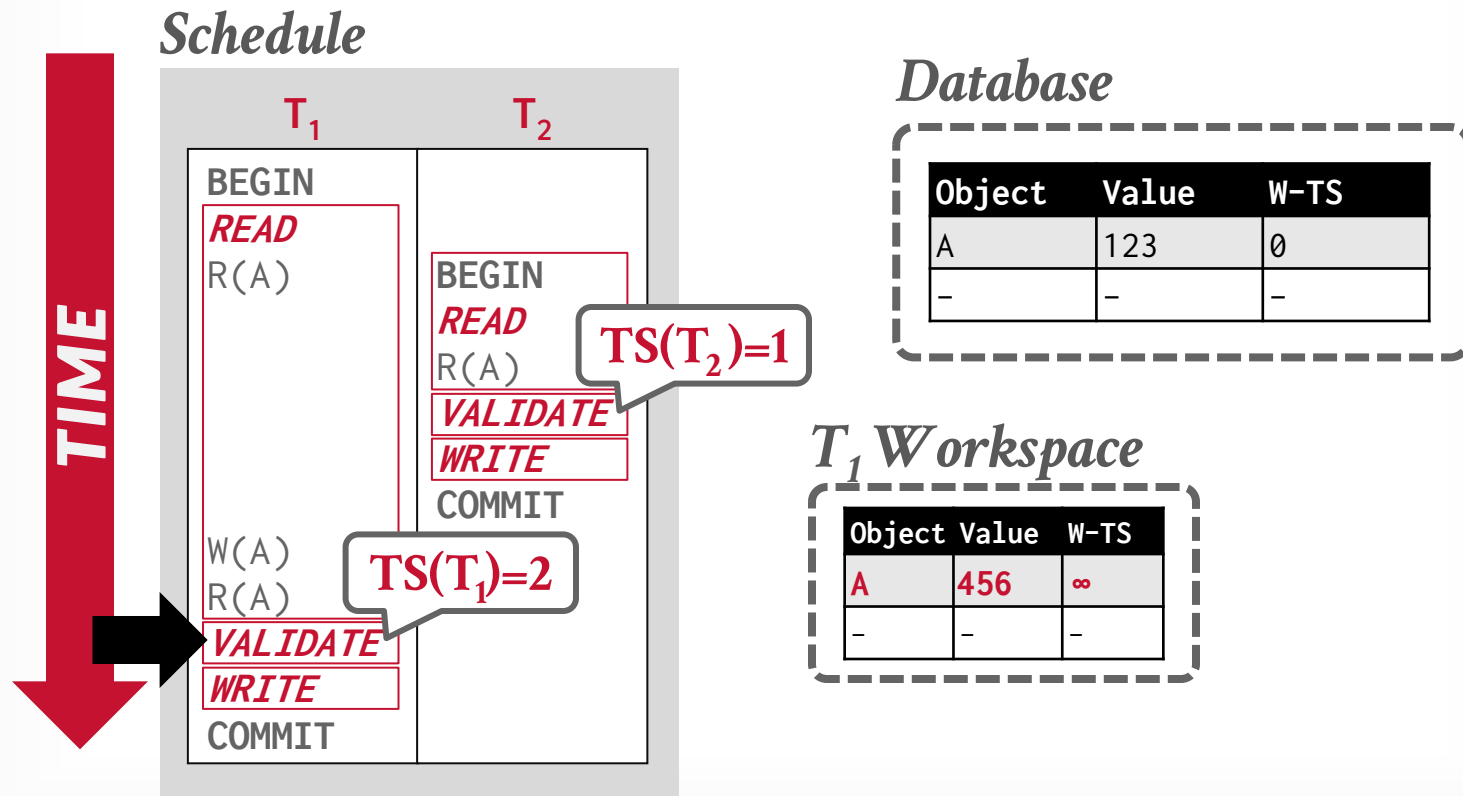 Schedule
TIME
T₁ T₂
BEGIN
READ
R(A) BEGIN
READ
R(A)
TS(T₂)=1
VALIDATE
WRITE
COMMIT
W(A)
R(A)
TS(T₁)=2
VALIDATE
WRITE
COMMIT
Database
Object Value W-TS
A 123 0
- - -
T₁ Workspace
Object Value W-TS
A 456 ∞
- - -